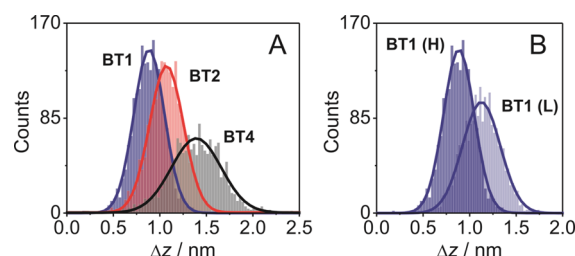 170
85
0
Counts
A
BT1
BT2
BT4
0.0 0.5 1.0 1.5 2.0 2.5
Δz / nm
170
85
0
Counts
B
BT1 (H)
BT1 (L)
0.0 0.5 1.0 1.5 2.0
Δz / nm